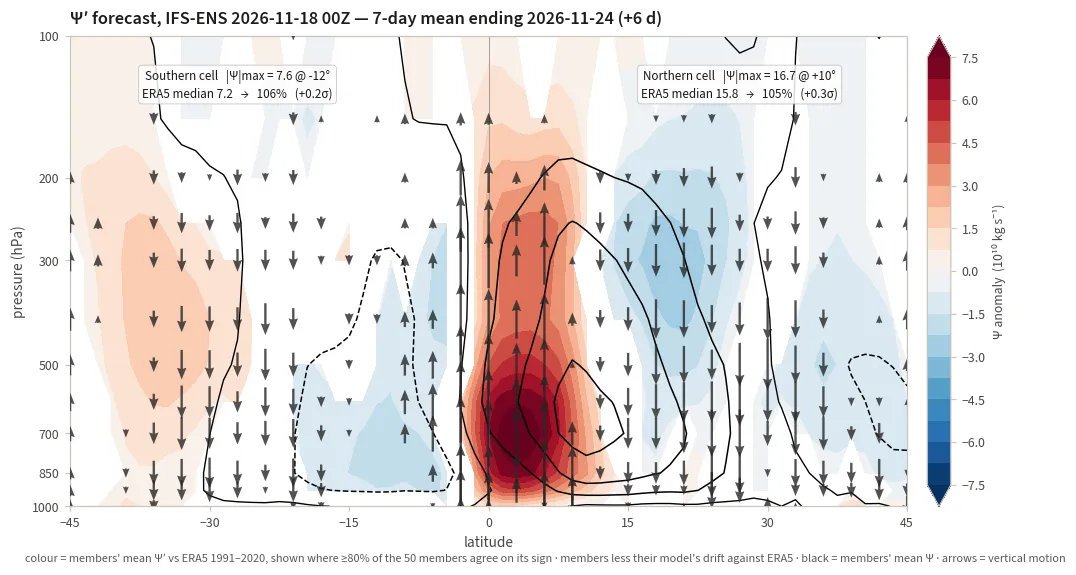 Ψ′ forecast, IFS-ENS 2026-11-18 00Z — 7-day mean ending 2026-11-24 (+6 d)
Southern cell |Ψ|max = 7.6 @ -12°
ERA5 median 7.2 → 106% (+0.2σ)
Northern cell |Ψ|max = 16.7 @ +10°
ERA5 median 15.8 → 105% (+0.3σ)
100
200
300
500
700
850
1000
pressure (hPa)
−45
−30
−15
0
15
30
45
latitude
7.5
6.0
4.5
3.0
1.5
0.0
−1.5
−3.0
−4.5
−6.0
−7.5
Ψ anomaly (10¹⁰ kg s⁻¹)
colour = members' mean Ψ′ vs ERA5 1991–2020, shown where ≥80% of the 50 members agree on its sign · members less their model's drift against ERA5 · black = members' mean Ψ · arrows = vertical motion